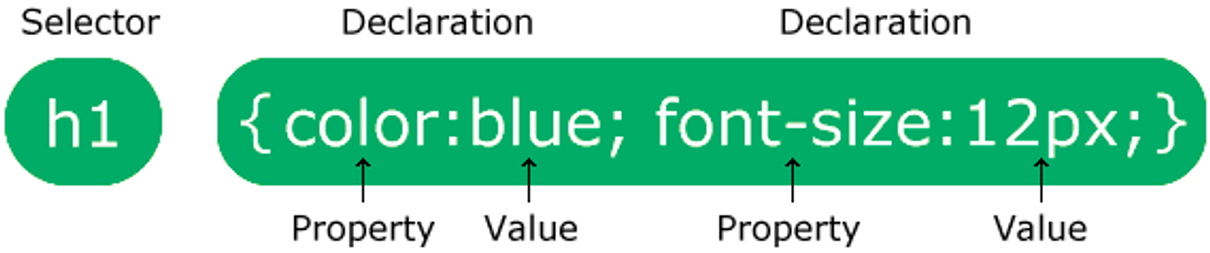 Selector Declaration Declaration
h1 {color:blue; font-size:12px;}
Property Value Property Value